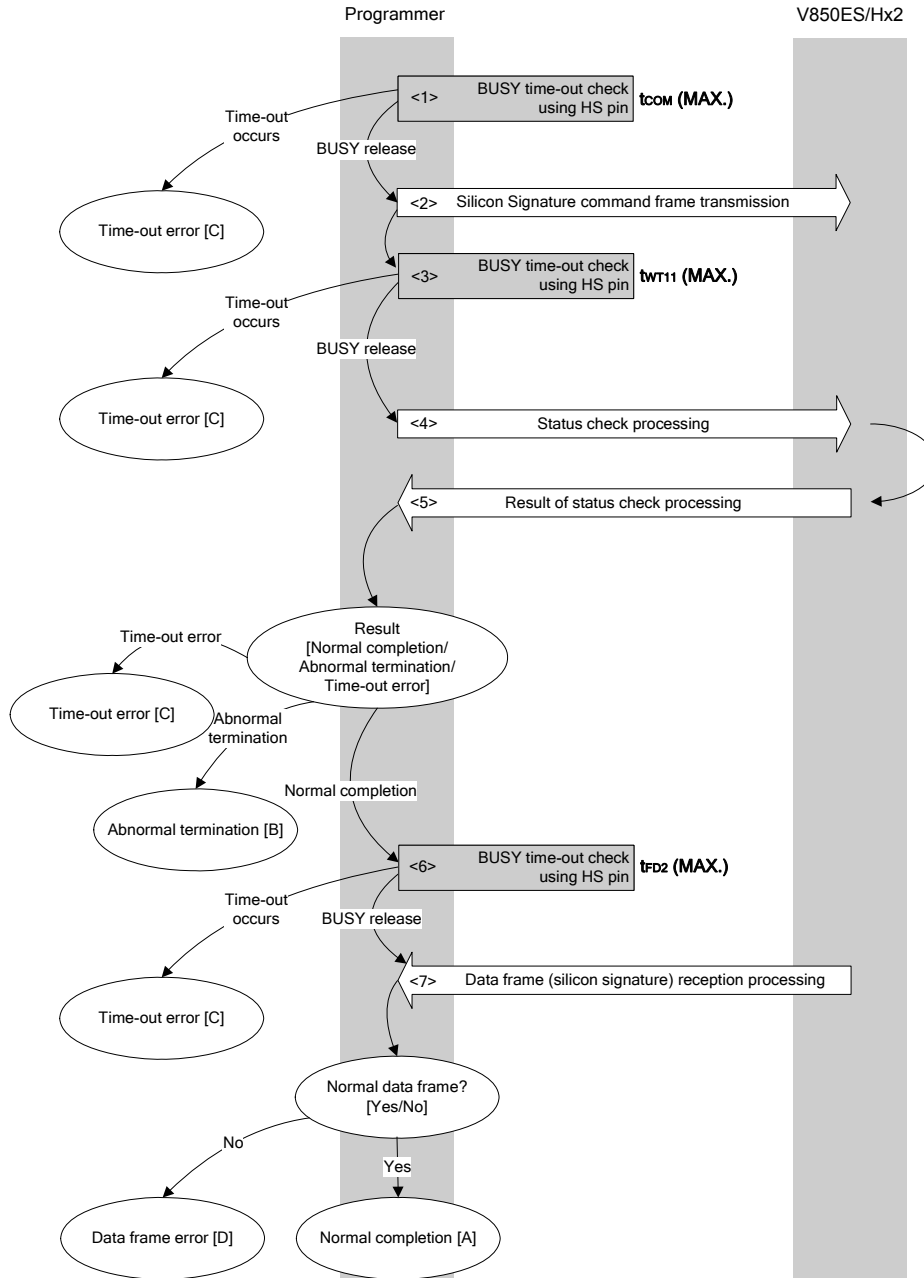 Programmer
V850ES/Hx2
<1>
BUSY time-out check
using HS pin
tCOM (MAX.)
Time-out
occurs
BUSY release
Time-out error [C]
<2>
Silicon Signature command frame transmission
<3>
BUSY time-out check
using HS pin
tWT11 (MAX.)
Time-out
occurs
BUSY release
Time-out error [C]
<4>
Status check processing
<5>
Result of status check processing
Result
[Normal completion/
Abnormal termination/
Time-out error]
Time-out error
Time-out error [C]
Abnormal
termination
Abnormal termination [B]
Normal completion
<6>
BUSY time-out check
using HS pin
tFD2 (MAX.)
Time-out
occurs
BUSY release
Time-out error [C]
<7>
Data frame (silicon signature) reception processing
Normal data frame?
[Yes/No]
No
Yes
Data frame error [D]
Normal completion [A]